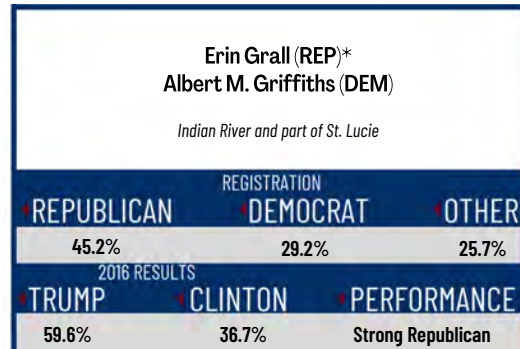 Erin Grall (REP)*
Albert M. Griffiths (DEM)
Indian River and part of St. Lucie
REGISTRATION
REPUBLICAN DEMOCRAT OTHER
45.2% 29.2% 25.7%
2016 RESULTS
TRUMP CLINTON PERFORMANCE
59.6% 36.7% Strong Republican